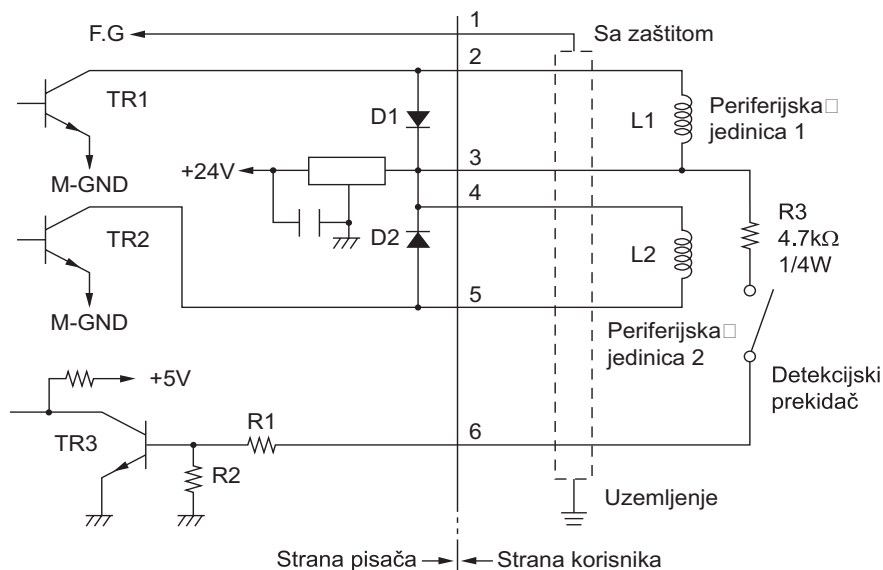 F.G
1
Sa zaštitom
2
TR1
D1
L1
Periferijska□
jedinica 1
M-GND
+24V
3
4
R3
4.7kΩ
1/4W
TR2
D2
L2
M-GND
5
Periferijska□
jedinica 2
Detekcijski
prekidač
+5V
R1
6
TR3
R2
Uzemljenje
Strana pisača
Strana korisnika